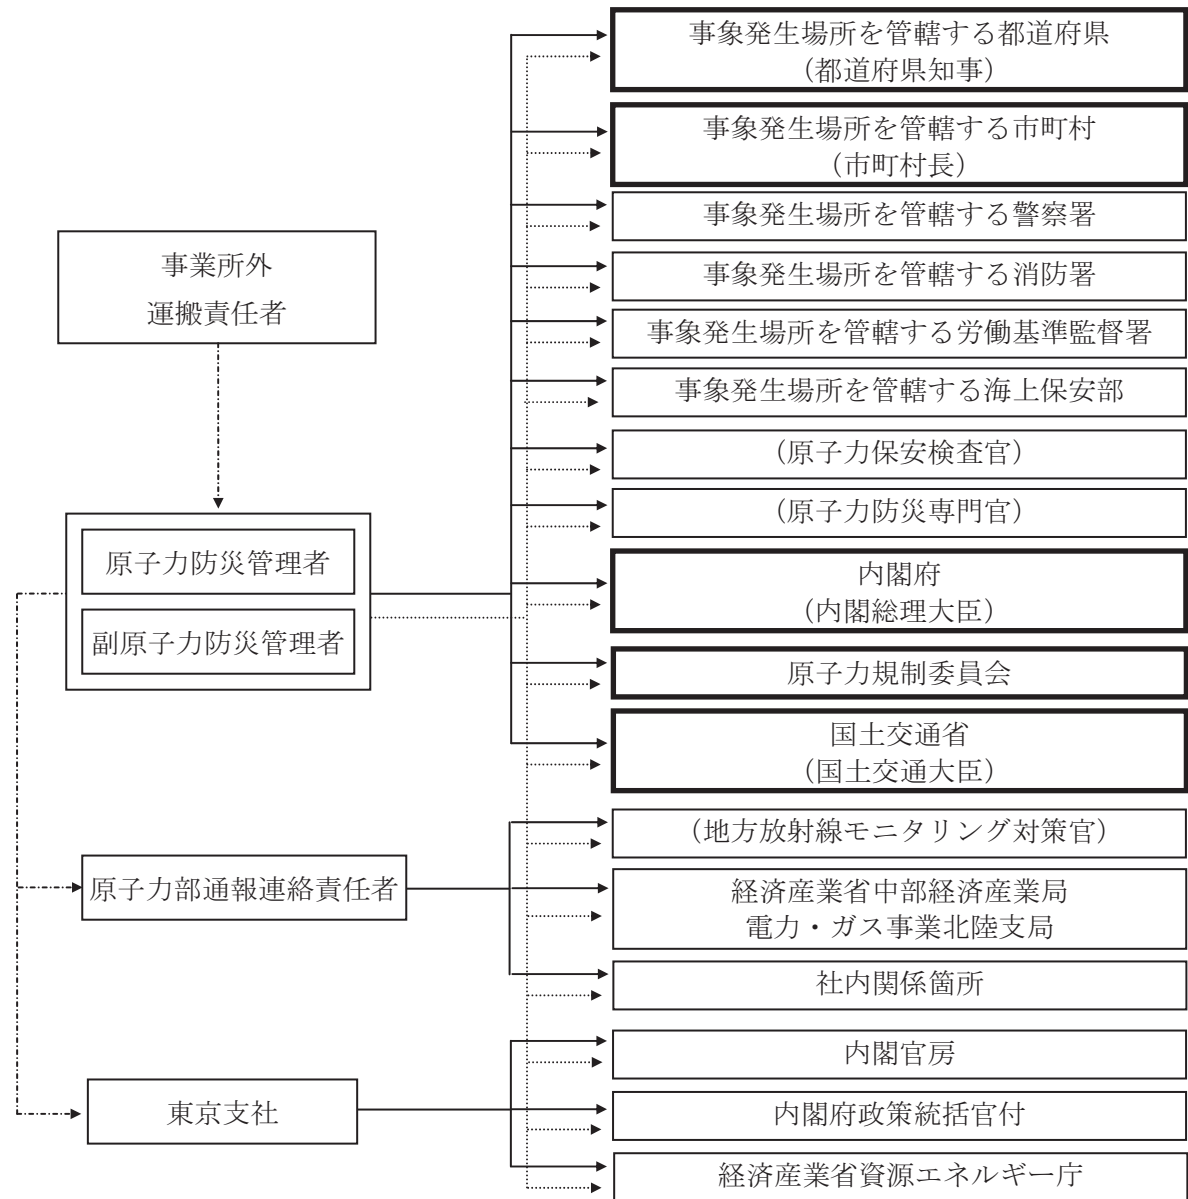 事業所外
運搬責任者
原子力防災管理者
副原子力防災管理者
原子力部通報連絡責任者
東京支社
事象発生場所を管轄する都道府県
（都道府県知事）
事象発生場所を管轄する市町村
（市町村長）
事象発生場所を管轄する警察署
事象発生場所を管轄する消防署
事象発生場所を管轄する労働基準監督署
事象発生場所を管轄する海上保安部
（原子力保安検査官）
（原子力防災専門官）
内閣府
（内閣総理大臣）
原子力規制委員会
国土交通省
（国土交通大臣）
（地方放射線モニタリング対策官）
経済産業省中部経済産業局
電力・ガス事業北陸支局
社内関係箇所
内閣官房
内閣府政策統括官付
経済産業省資源エネルギー庁